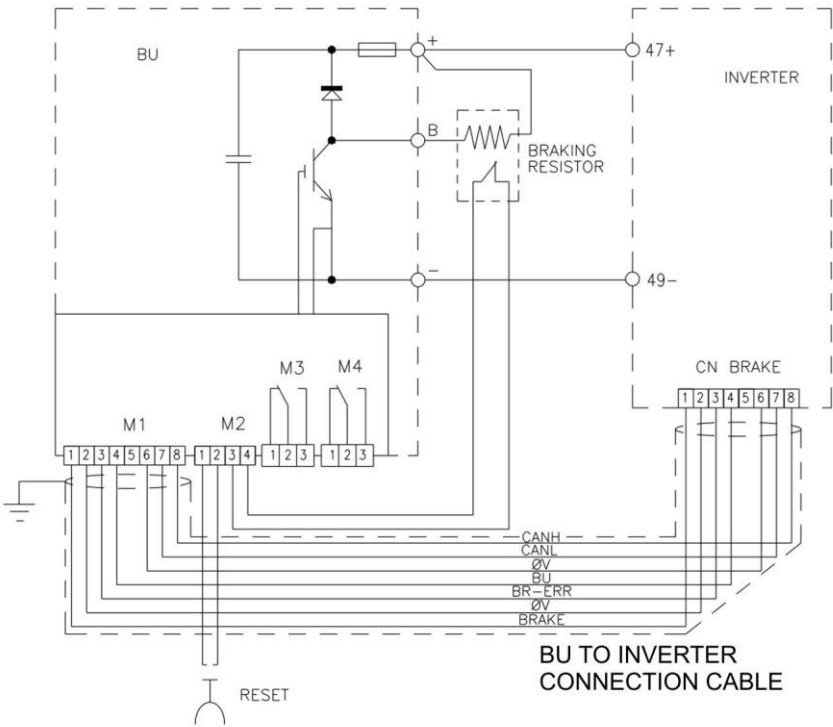 BU
+
47+
INVERTER
B
BRAKING
RESISTOR
-
49-
M3
M4
CN BRAKE
1 2 3 4 5 6 7 8
M1
M2
1 2 3 4 5 6 7 8
1 2 3 4
1 2 3
1 2 3
CANH
CANL
ØV
BU
BR-ERR
ØV
BRAKE
BU TO INVERTER
CONNECTION CABLE
RESET